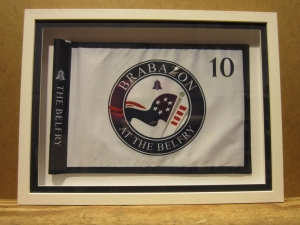 THE BELFRY
BRABAZON
AT THE BELFRY
10